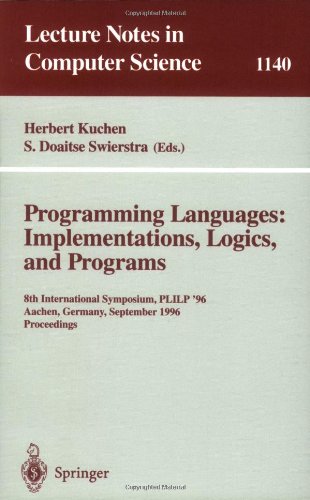 Lecture Notes in
Computer Science 1140
Herbert Kuchen
S. Doaitse Swierstra (Eds.)
Programming Languages:
Implementations, Logics,
and Programs
8th International Symposium, PLILP '96
Aachen, Germany, September 1996
Proceedings
Springer